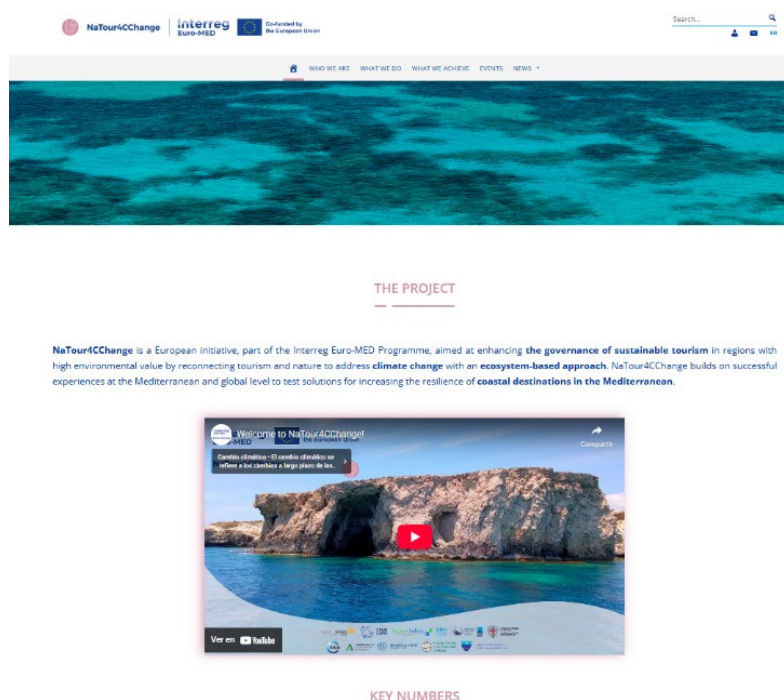 NaTour4CChange
Interreg
Euro-MED
Co-funded by
the European Union
Search...
EN
WHO WE ARE WHAT WE DO WHAT WE ACHIEVE EVENTS NEWS
THE PROJECT
NaTour4CChange is a European initiative, part of the Interreg Euro-MED Programme, aimed at enhancing the governance of sustainable tourism in regions with
high environmental value by reconnecting tourism and nature to address climate change with an ecosystem-based approach. NaTour4CChange builds on successful
experiences at the Mediterranean and global level to test solutions for increasing the resilience of coastal destinations in the Mediterranean.
Welcome to NaTour4CChange!
Compartir
Cambio climático • El cambio climático se
refiere a los cambios a largo plazo de las...
Ver en YouTube
KEY NUMBERS